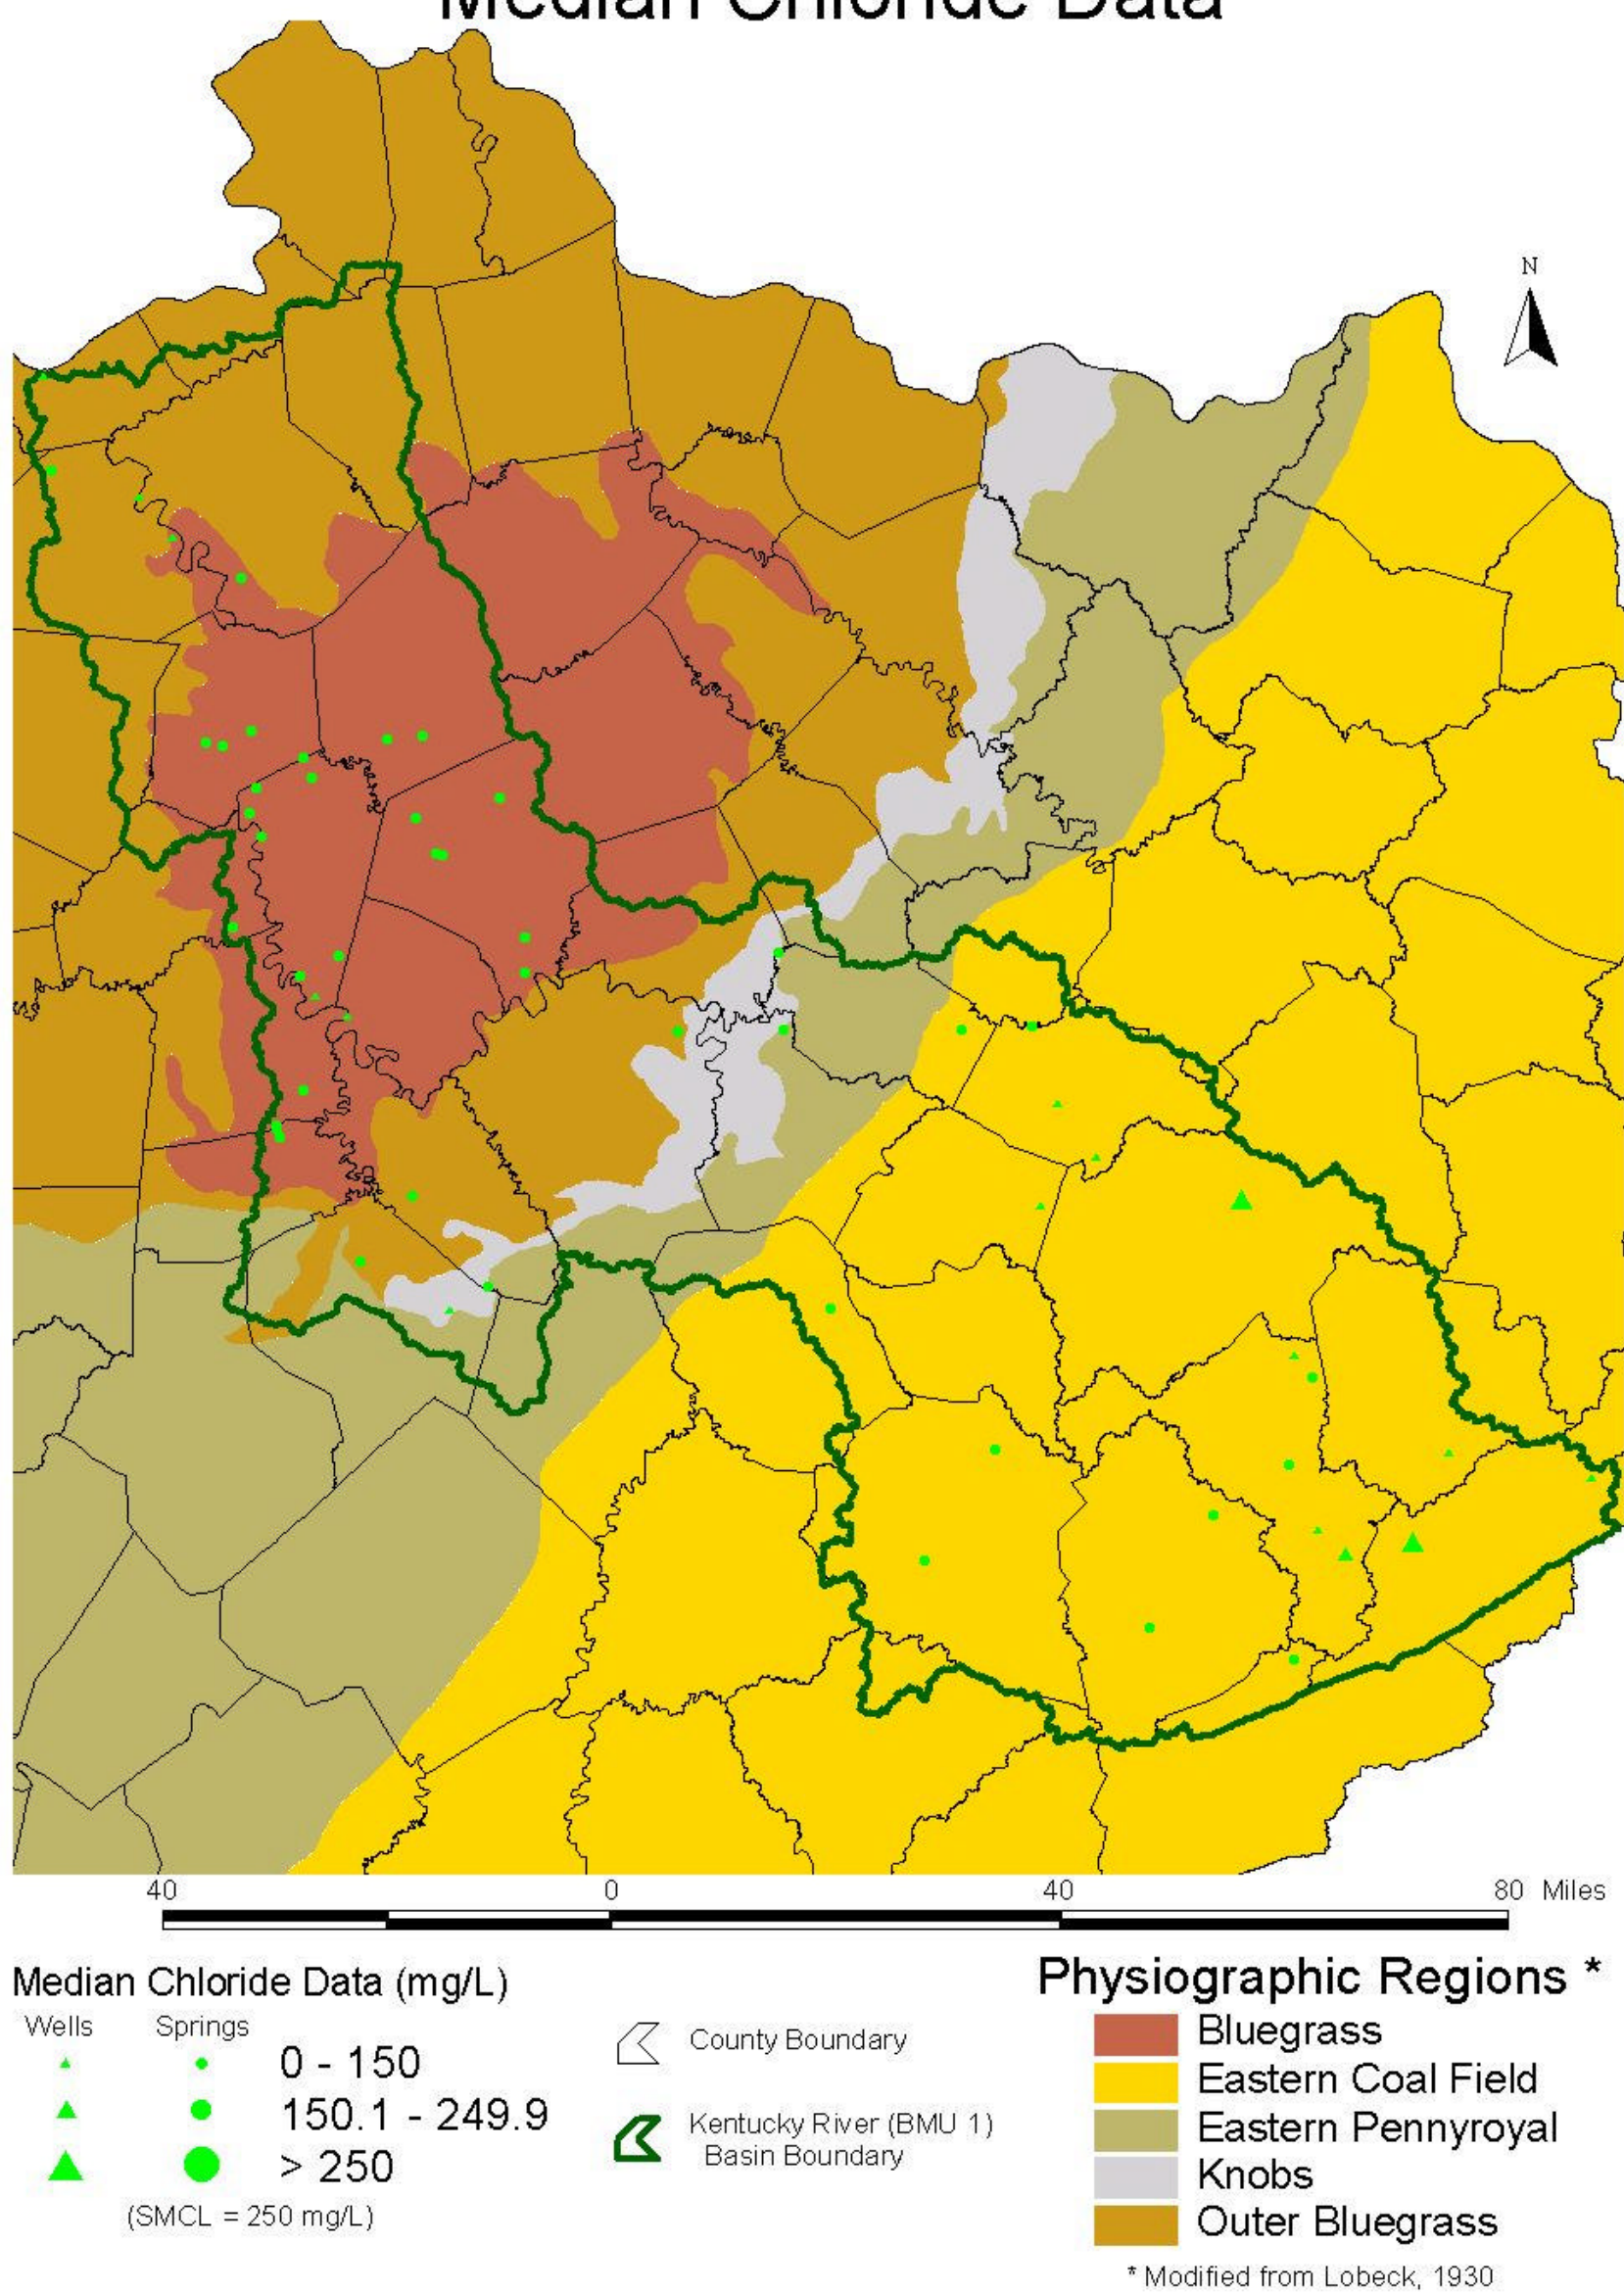 Median Chloride Data
N
40 0 40 80 Miles
Median Chloride Data (mg/L)
Wells Springs
0 - 150
150.1 - 249.9
> 250
(SMCL = 250 mg/L)
County Boundary
Kentucky River (BMU 1)
Basin Boundary
Physiographic Regions *
Bluegrass
Eastern Coal Field
Eastern Pennyroyal
Knobs
Outer Bluegrass
* Modified from Lobeck, 1930